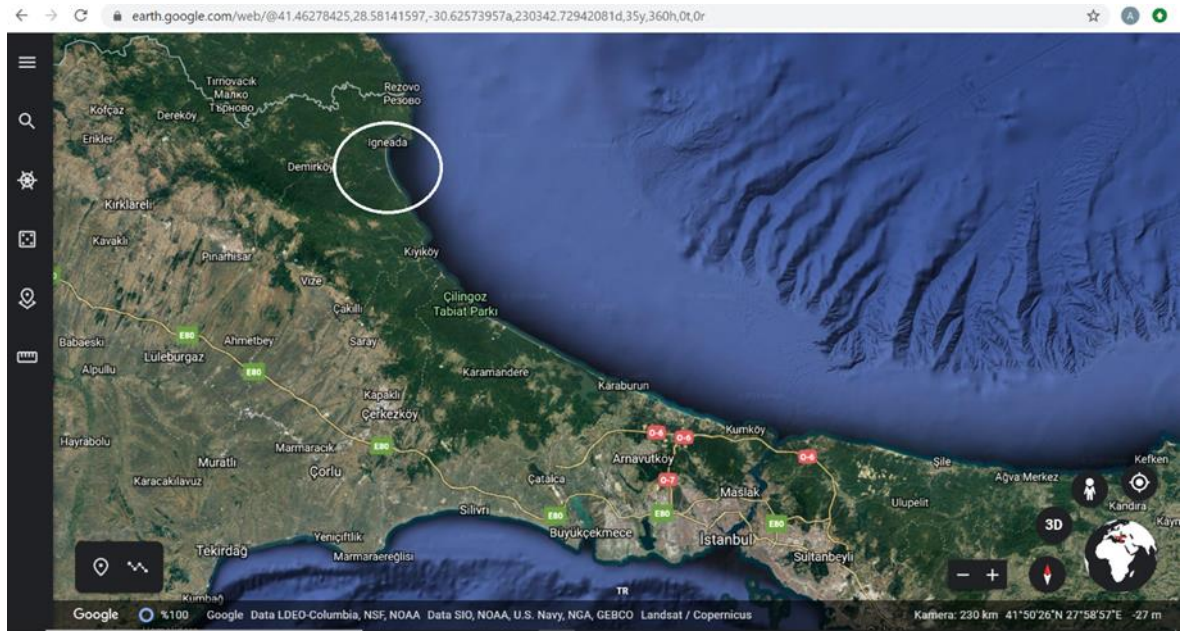 earth.google.com/web/@41.46278425,28.58141597,-30.62573957a,230342.72942081d,35y,360h,0t,0r
A
Tırnovacık
Малко
Търново
Rezovo
Резово
Kofçaz
Dereköy
Erikler
Igneada
Demirköy
Kırklareli
Kavaklı
Pınarhisar
Kıyıköy
Vize
Çilingoz
Tabiat Parkı
Çakıllı
Babaeski
E80
Ahmetbey
Saray
Lüleburgaz
Alpullu
E80
Karamandere
Karaburun
Kapaklı
Çerkezköy
Kumköy
O-6
O-6
Hayrabolu
Marmaracık
E80
Arnavutköy
O-6
Muratlı
Çorlu
Şile
Kefken
Karacakılavuz
Çatalca
O-7
Maslak
Ağva Merkez
Ulupelit
Kandıra
Silivri
E80
E80
E80
Kayn
Yeniçiftlik
Büyükçekmece
İstanbul
3D
Tekirdağ
Marmaraereğlisi
Sultanbeyli
TR
Kumbağ
Google %100 Google Data LDEO-Columbia, NSF, NOAA Data SIO, NOAA, U.S. Navy, NGA, GEBCO Landsat / Copernicus Kamera: 230 km 41°50'26"N 27°58'57"E -27 m